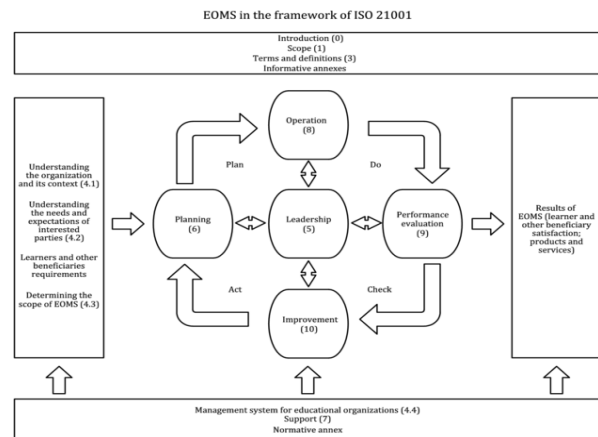 EOMS in the framework of ISO 21001
Introduction (0)
Scope (1)
Terms and definitions (3)
Informative annexes
Understanding
the organization
and its context (4.1)
Understanding
the needs and
expectations of
interested
parties (4.2)
Learners and other
beneficiaries
requirements
Determining the
scope of EOMS (4.3)
Operation
(8)
Plan
Do
Planning
(6)
Leadership
(5)
Performance
evaluation
(9)
Act
Check
Improvement
(10)
Results of
EOMS (learner and
other beneficiary
satisfaction;
products and
services)
Management system for educational organizations (4.4)
Support (7)
Normative annex